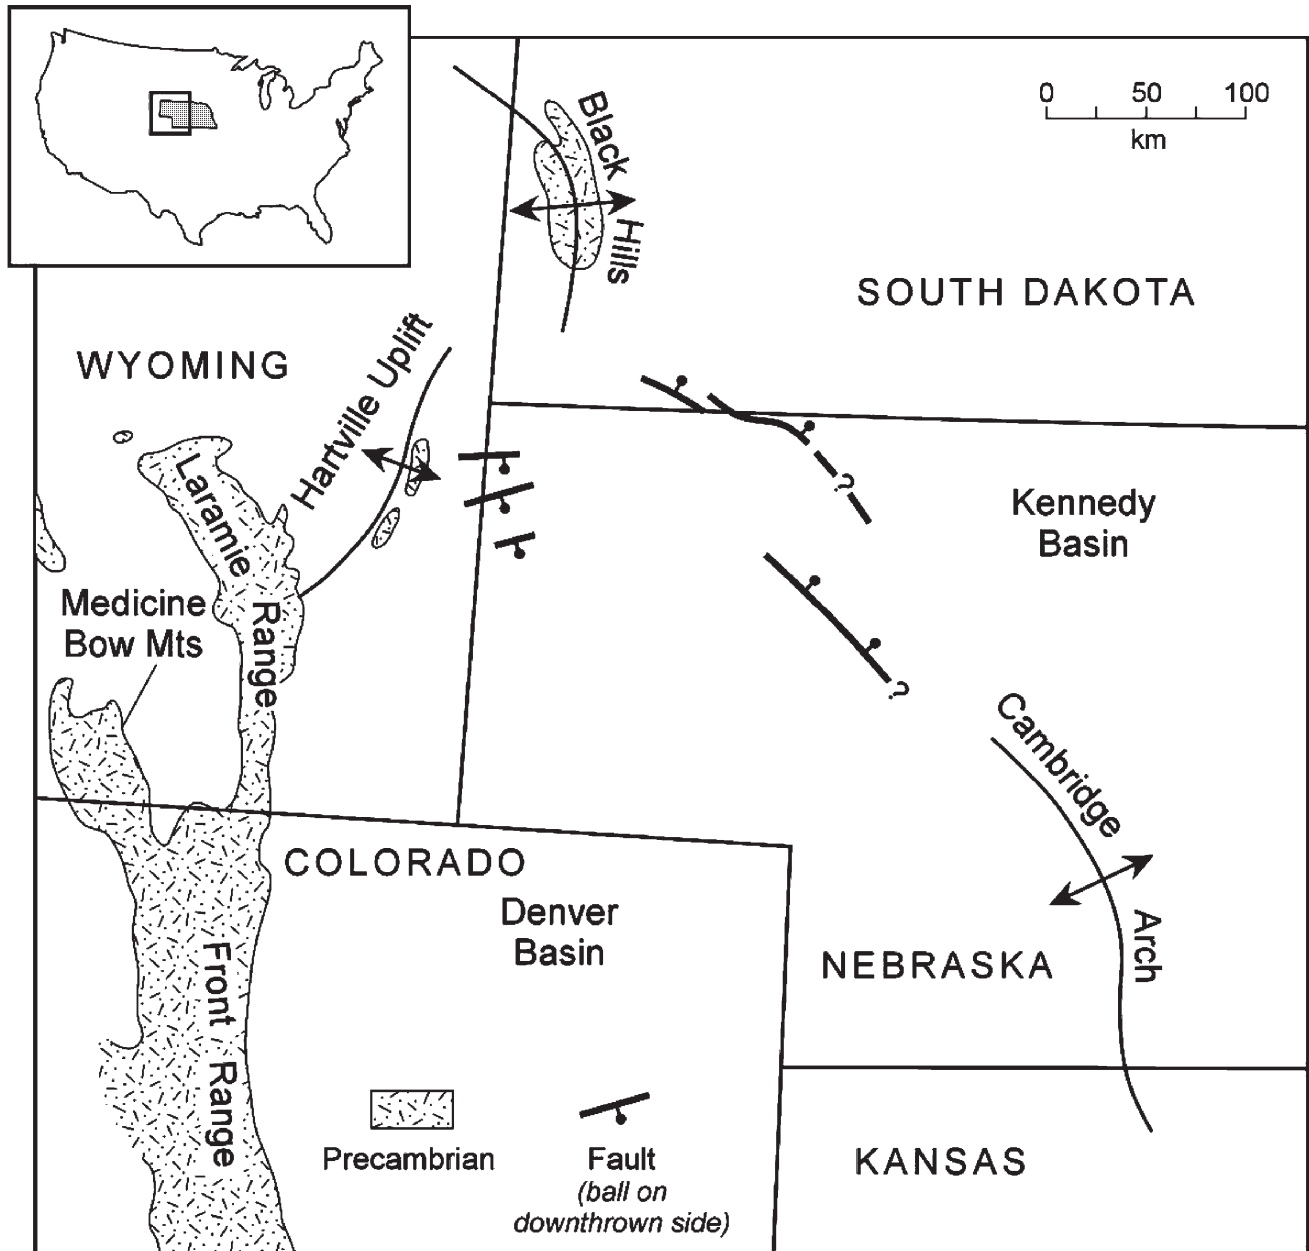 0 50 100
km
Black Hills
SOUTH DAKOTA
WYOMING
Hartville Uplift
Laramie Range
?
Kennedy
Basin
Medicine
Bow Mts
?
Cambridge Arch
COLORADO
Denver
Basin
NEBRASKA
Front Range
Precambrian
Fault
(ball on
downthrown side)
KANSAS